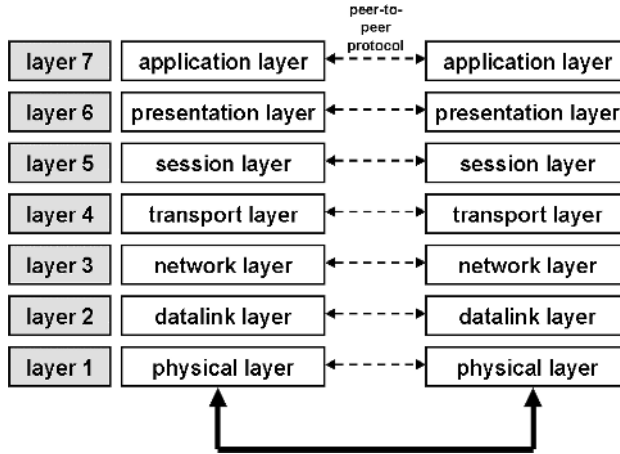 peer-to-
peer
protocol
layer 7 application layer application layer
layer 6 presentation layer presentation layer
layer 5 session layer session layer
layer 4 transport layer transport layer
layer 3 network layer network layer
layer 2 datalink layer datalink layer
layer 1 physical layer physical layer